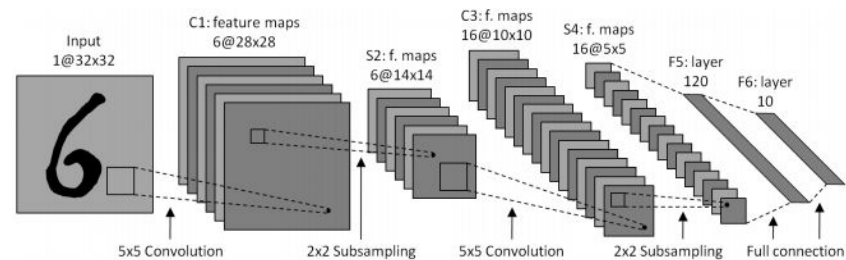 Input
1@32x32
C1: feature maps
6@28x28
S2: f. maps
6@14x14
C3: f. maps
16@10x10
S4: f. maps
16@5x5
F5: layer
120
F6: layer
10
6
5x5 Convolution
2x2 Subsampling
5x5 Convolution
2x2 Subsampling
Full connection